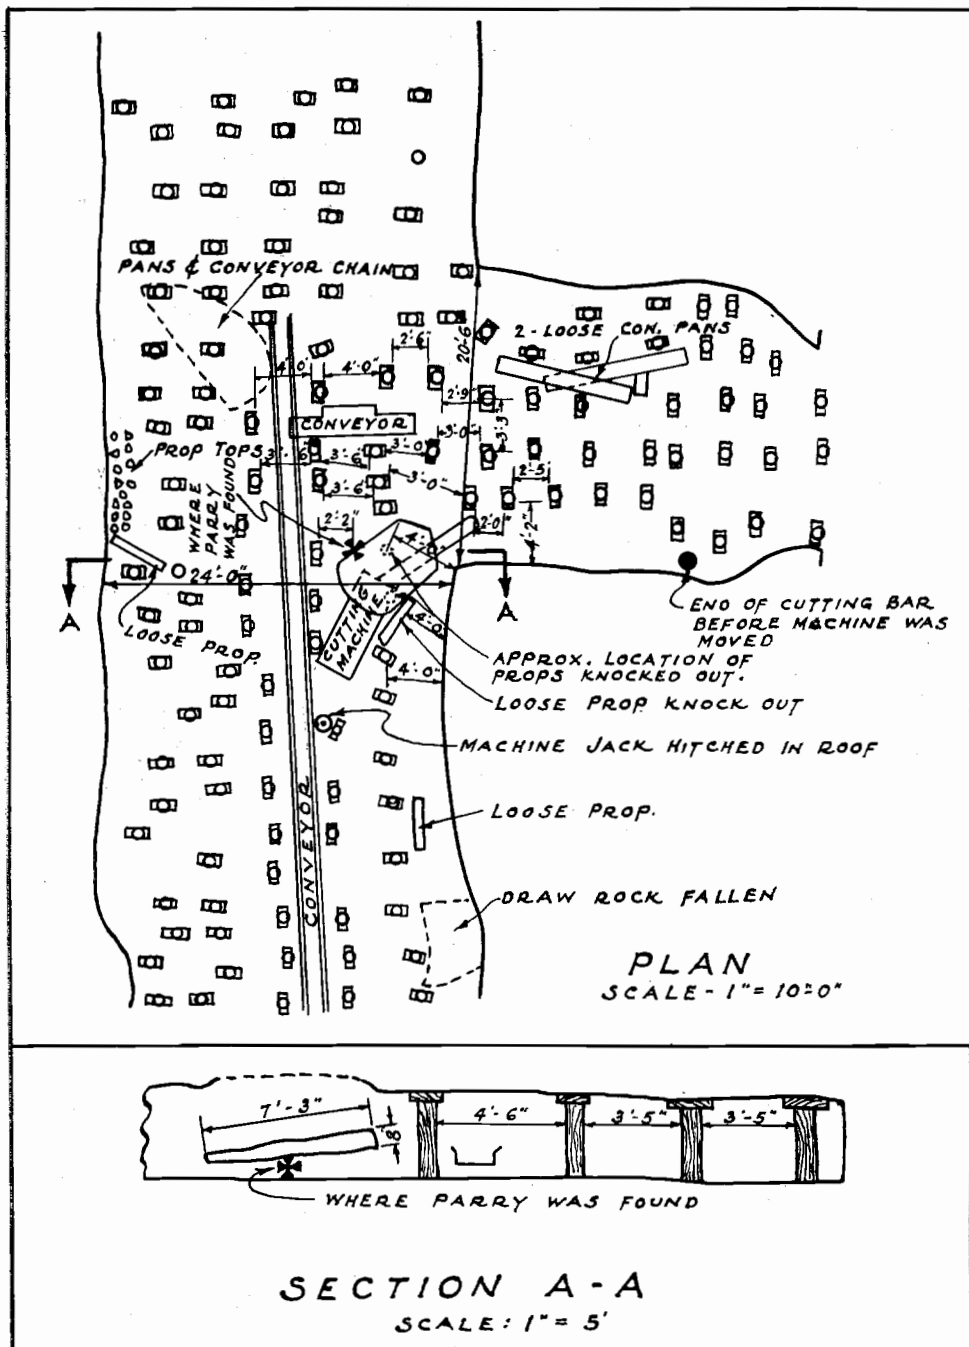 PANS & CONVEYOR CHAIN
2-LOOSE CON. PANS
20'-6
2'-6
4'-0"
4'-0"
2'-9
CONVEYOR
3'-0"
3'-3"
PROP TOPS
3'-6
3'-6
3'-0"
3'-6"
3'-0"
2'-5
WHERE
PARRY
WAS FOUND
2'-2"
4'-0"
2'-0"
4'-2"
24'-0"
A
A
CUTTING
MACHINE
4'-0"
4'-0"
LOOSE PROP.
END OF CUTTING BAR
BEFORE MACHINE WAS
MOVED
APPROX. LOCATION OF
PROPS KNOCKED OUT.
LOOSE PROP KNOCK OUT
MACHINE JACK HITCHED IN ROOF
CONVEYOR
LOOSE PROP.
DRAW ROCK FALLEN
PLAN
SCALE - 1" = 10'-0"
7'-3"
8"
4'-6"
3'-5"
3'-5"
WHERE PARRY WAS FOUND
SECTION A-A
SCALE: 1" = 5'